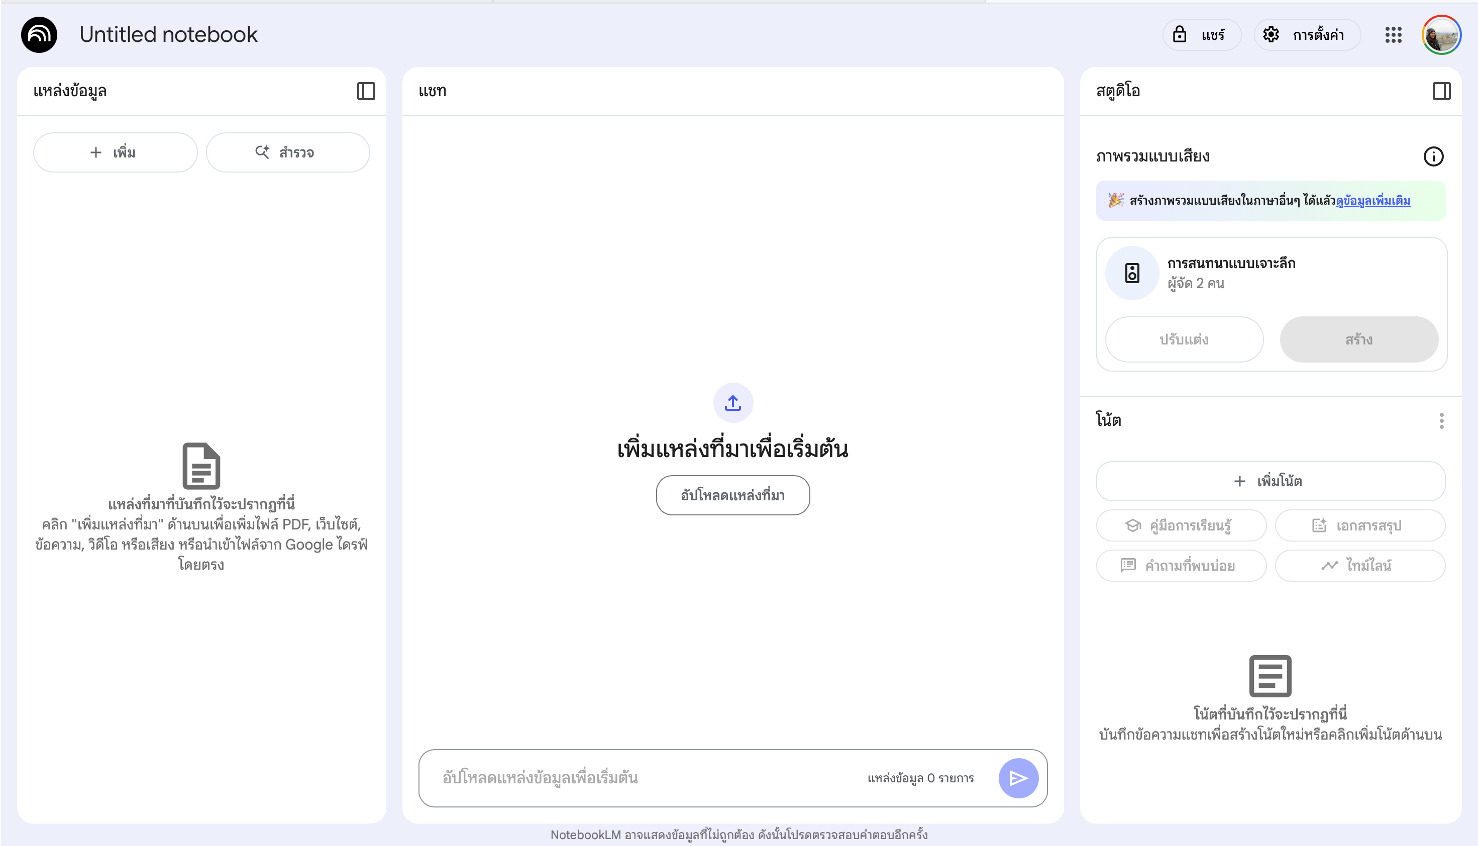 Untitled notebook
แชร์
การตั้งค่า
แหล่งข้อมูล
เพิ่ม
สำรวจ
แหล่งที่มาที่บันทึกไว้จะปรากฏที่นี่
คลิก "เพิ่มแหล่งที่มา" ด้านบนเพื่อเพิ่มไฟล์ PDF, เว็บไซต์,
ข้อความ, วิดีโอ หรือเสียง หรือนำเข้าไฟล์จาก Google ไดรฟ์
โดยตรง
แชท
เพิ่มแหล่งที่มาเพื่อเริ่มต้น
อัปโหลดแหล่งที่มา
อัปโหลดแหล่งข้อมูลเพื่อเริ่มต้น
แหล่งข้อมูล 0 รายการ
สตูดิโอ
ภาพรวมแบบเสียง
🎉 สร้างภาพรวมแบบเสียงในภาษาอื่นๆ ได้แล้วดูข้อมูลเพิ่มเติม
การสนทนาแบบเจาะลึก
ผู้จัด 2 คน
ปรับแต่ง
สร้าง
โน้ต
เพิ่มโน้ต
คู่มือการเรียนรู้
เอกสารสรุป
คำถามที่พบบ่อย
ไทม์ไลน์
โน้ตที่บันทึกไว้จะปรากฏที่นี่
บันทึกข้อความแชทเพื่อสร้างโน้ตใหม่หรือคลิกเพิ่มโน้ตด้านบน
NotebookLM อาจแสดงข้อมูลที่ไม่ถูกต้อง ดังนั้นโปรดตรวจสอบคำตอบอีกครั้ง